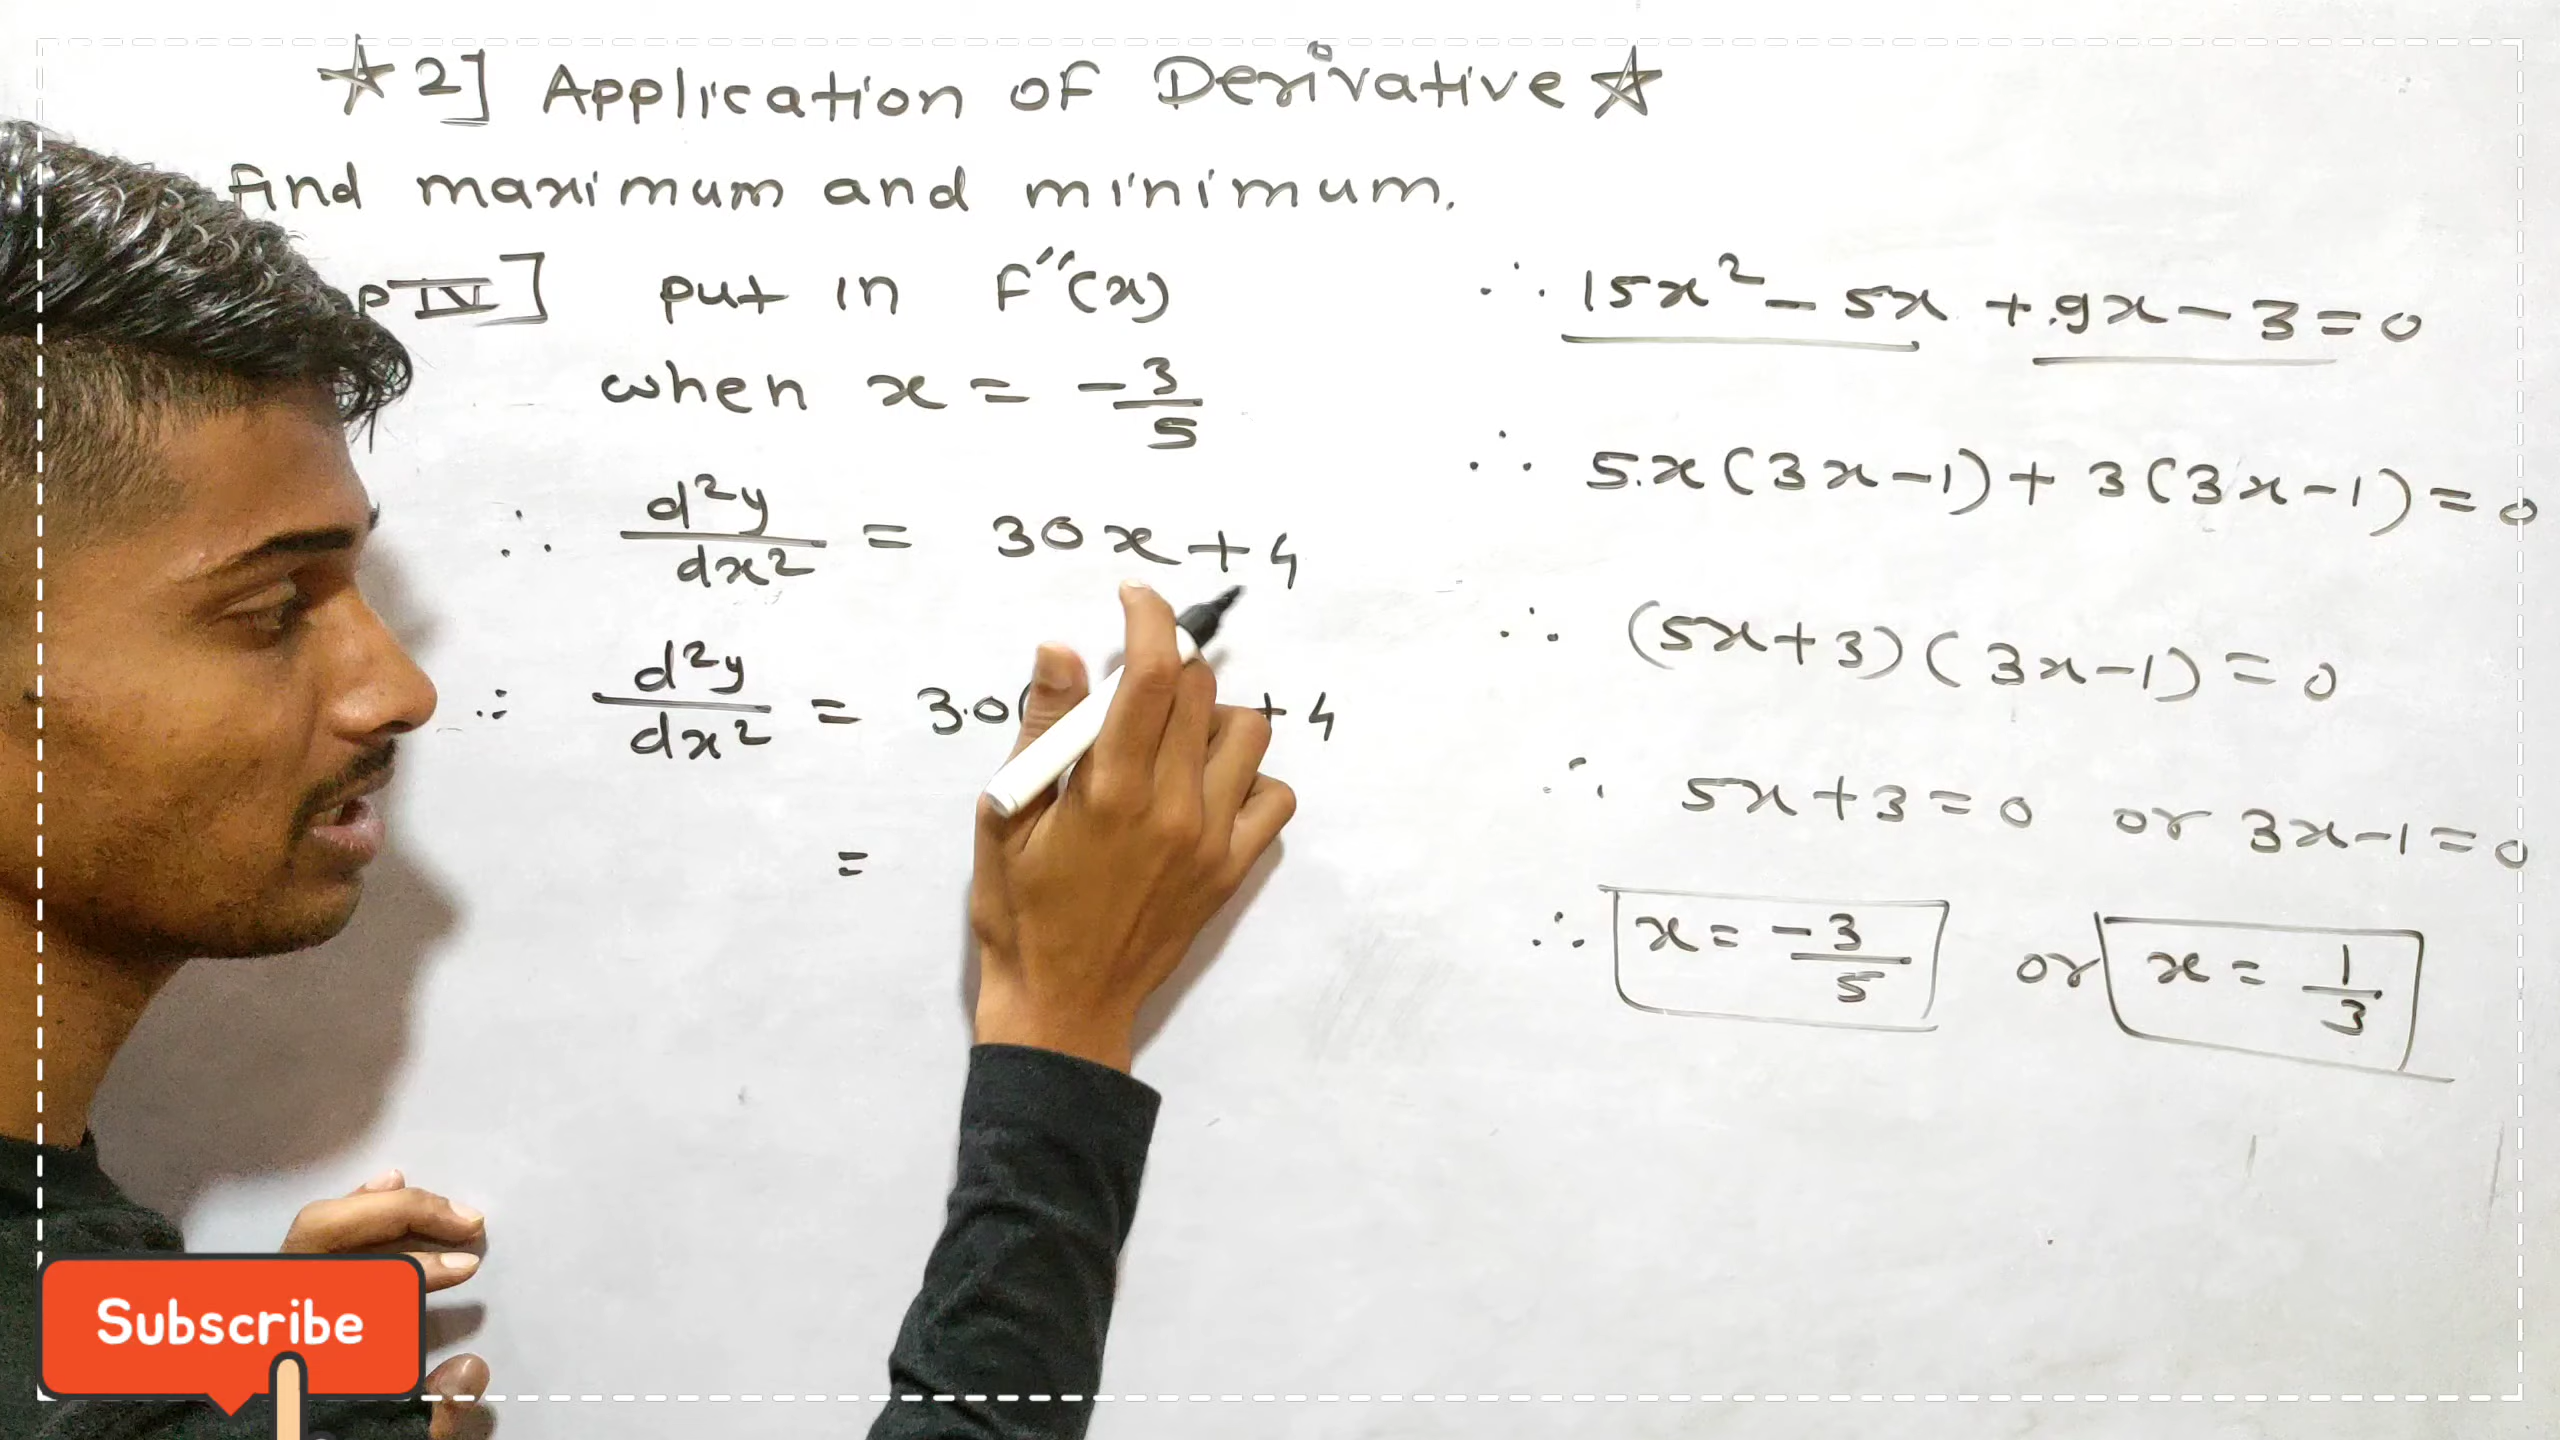 ☆ 2] Application of Derivative ☆
Find maximum and minimum.
p IV] put in F″(x)
when x = -3/5
∴ d²y/dx² = 30x+4
∴ d²y/dx² = 30( + 4
=
∴ 15x² - 5x + 9x - 3 = 0
∴ 5x(3x-1) + 3(3x-1) = 0
∴ (5x+3)(3x-1) = 0
∴ 5x+3=0 or 3x-1=0
∴ x = -3/5 or x = 1/3
Subscribe